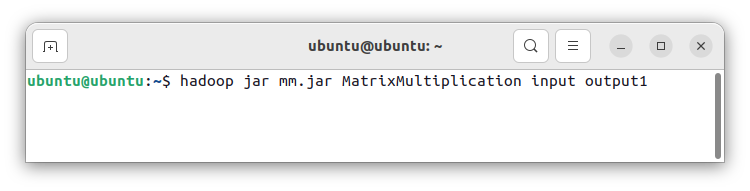 ubuntu@ubuntu: ~
ubuntu@ubuntu:~$ hadoop jar mm.jar MatrixMultiplication input output1